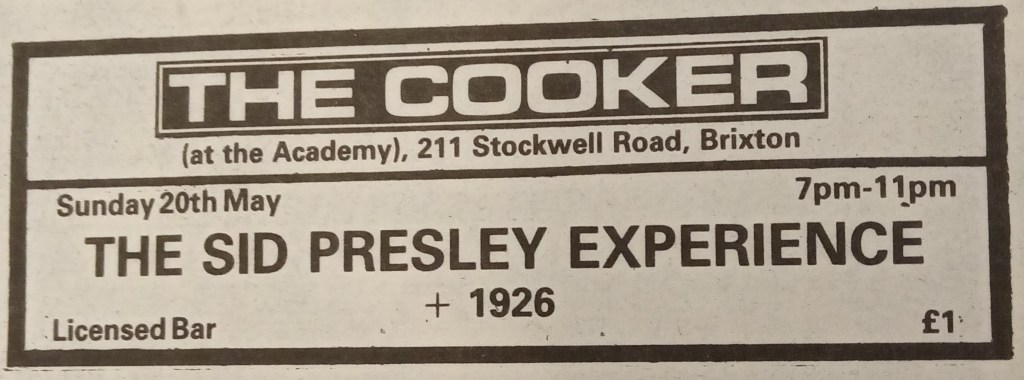 THE COOKER
(at the Academy), 211 Stockwell Road, Brixton
Sunday 20th May
7pm-11pm
THE SID PRESLEY EXPERIENCE
+ 1926
Licensed Bar
£1